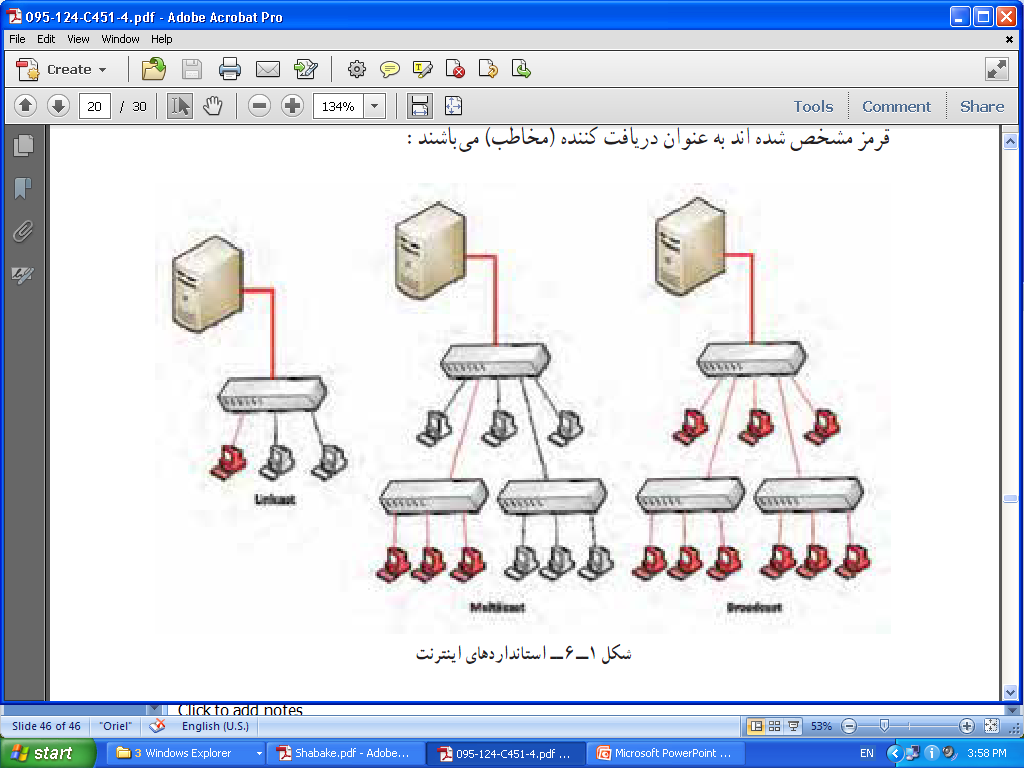 095-124-C451-4.pdf - Adobe Acrobat Pro
File Edit View Window Help
Create
20 / 30 134% Tools Comment Share
قرمز مشخص شده اند به عنوان دریافت کننده (مخاطب) می‌باشند :
Unicast
Multicast Broadcast
شکل ۱ــ۶ــ استانداردهای اینترنت
Click to add notes
Slide 46 of 46 "Oriel" English (U.S.) 53%
start 3 Windows Explorer Shabake.pdf - Adobe... 095-124-C451-4.pdf ... Microsoft PowerPoint ... EN 3:58 PM